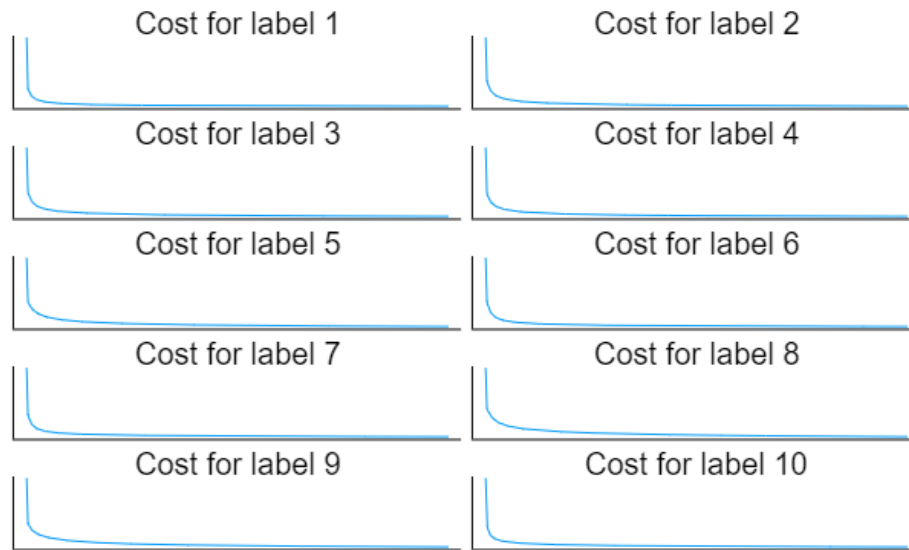 Cost for label 1
Cost for label 2
Cost for label 3
Cost for label 4
Cost for label 5
Cost for label 6
Cost for label 7
Cost for label 8
Cost for label 9
Cost for label 10